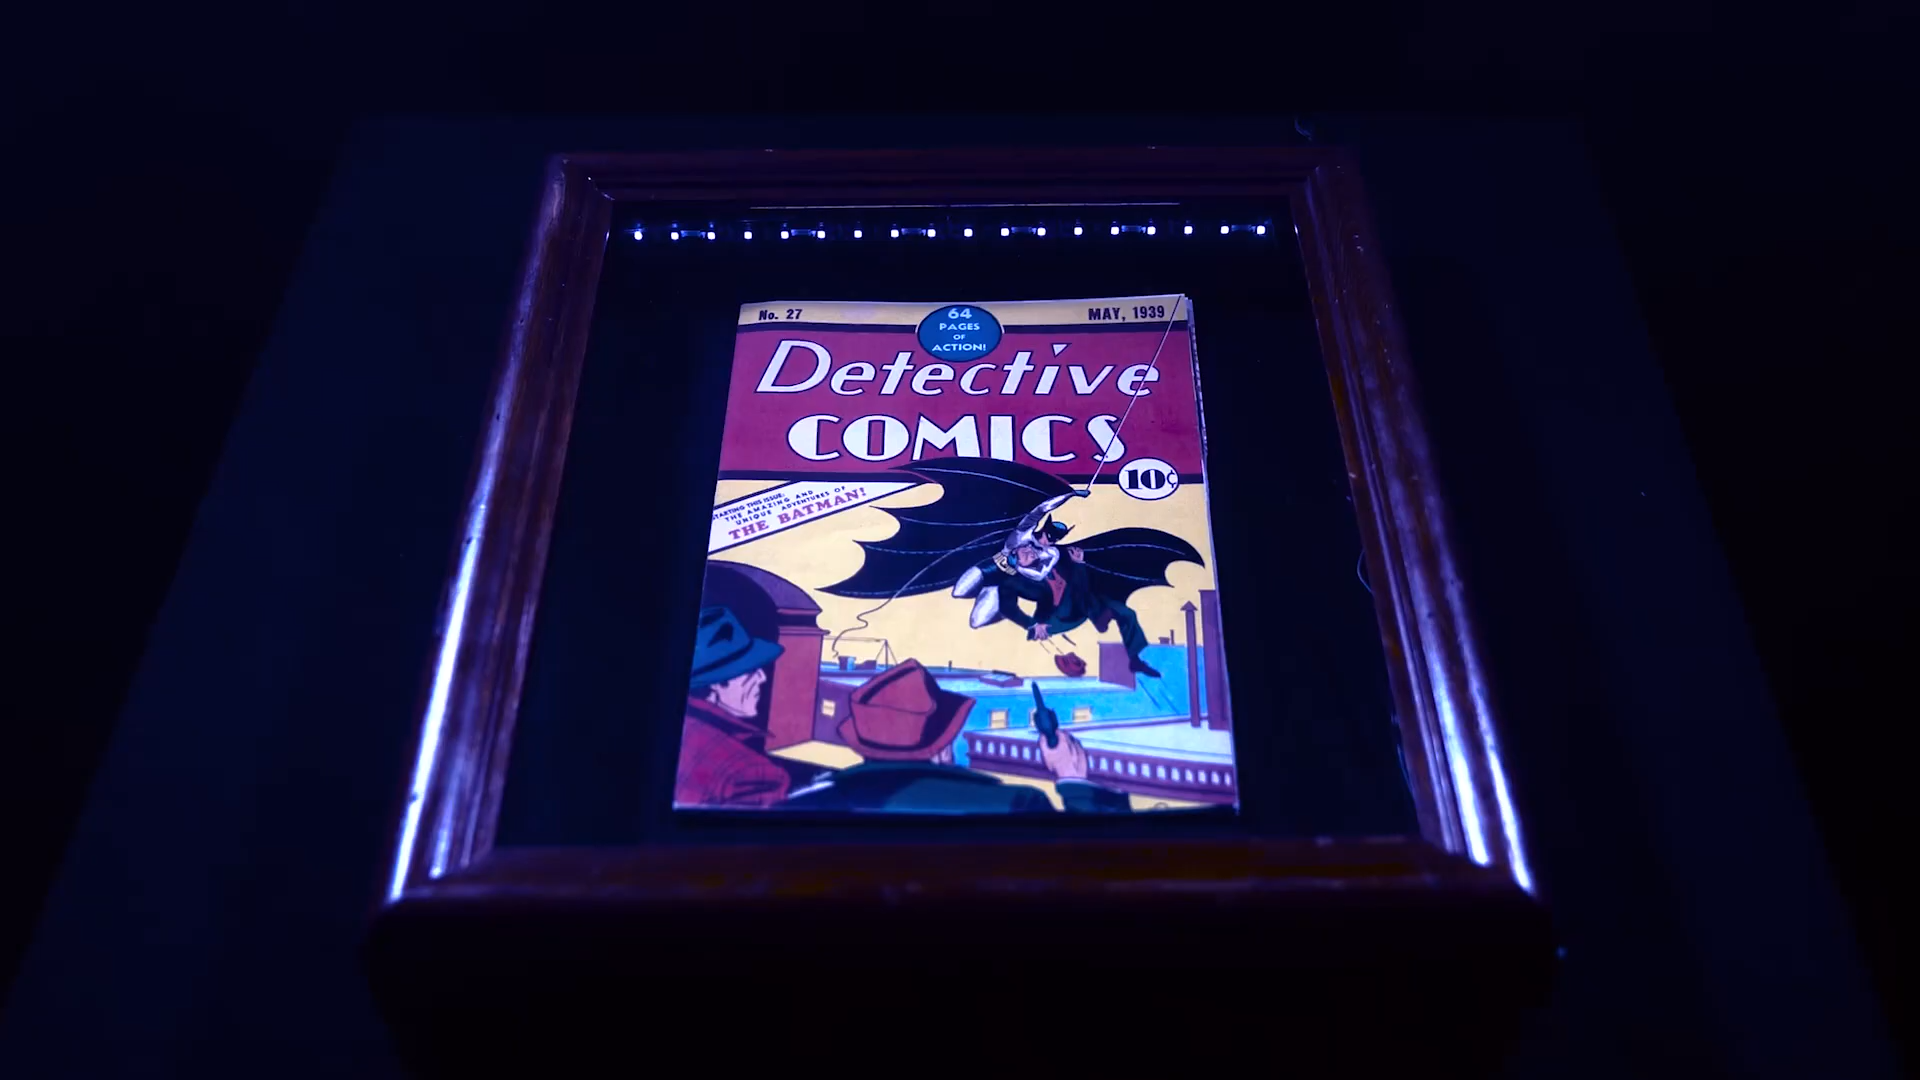 No. 27
64
PAGES
OF
ACTION!
MAY, 1939
Detective
COMICS
10¢
STARTING THIS ISSUE:
THE AMAZING AND
UNIQUE ADVENTURES OF
THE BATMAN!